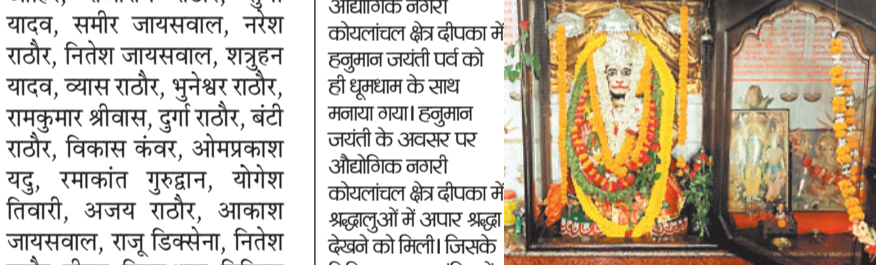 यादव, समीर जायसवाल, नरेश
राठौर, नितेश जायसवाल, शत्रुहन
यादव, व्यास राठौर, भुनेश्वर राठौर,
रामकुमार श्रीवास, दुर्गा राठौर, बंटी
राठौर, विकास कंवर, ओमप्रकाश
यदु, रमाकांत गुरुद्वान, योगेश
तिवारी, अजय राठौर, आकाश
जायसवाल, राजू डिक्सेना, नितेश
औद्योगिक नगरी
कोयलांचल क्षेत्र दीपका में
हनुमान जयंती पर्व को
ही धूमधाम के साथ
मनाया गया। हनुमान
जयंती के अवसर पर
औद्योगिक नगरी
कोयलांचल क्षेत्र दीपका में
श्रद्धालुओं में अपार श्रद्धा
देखने को मिली। जिसके